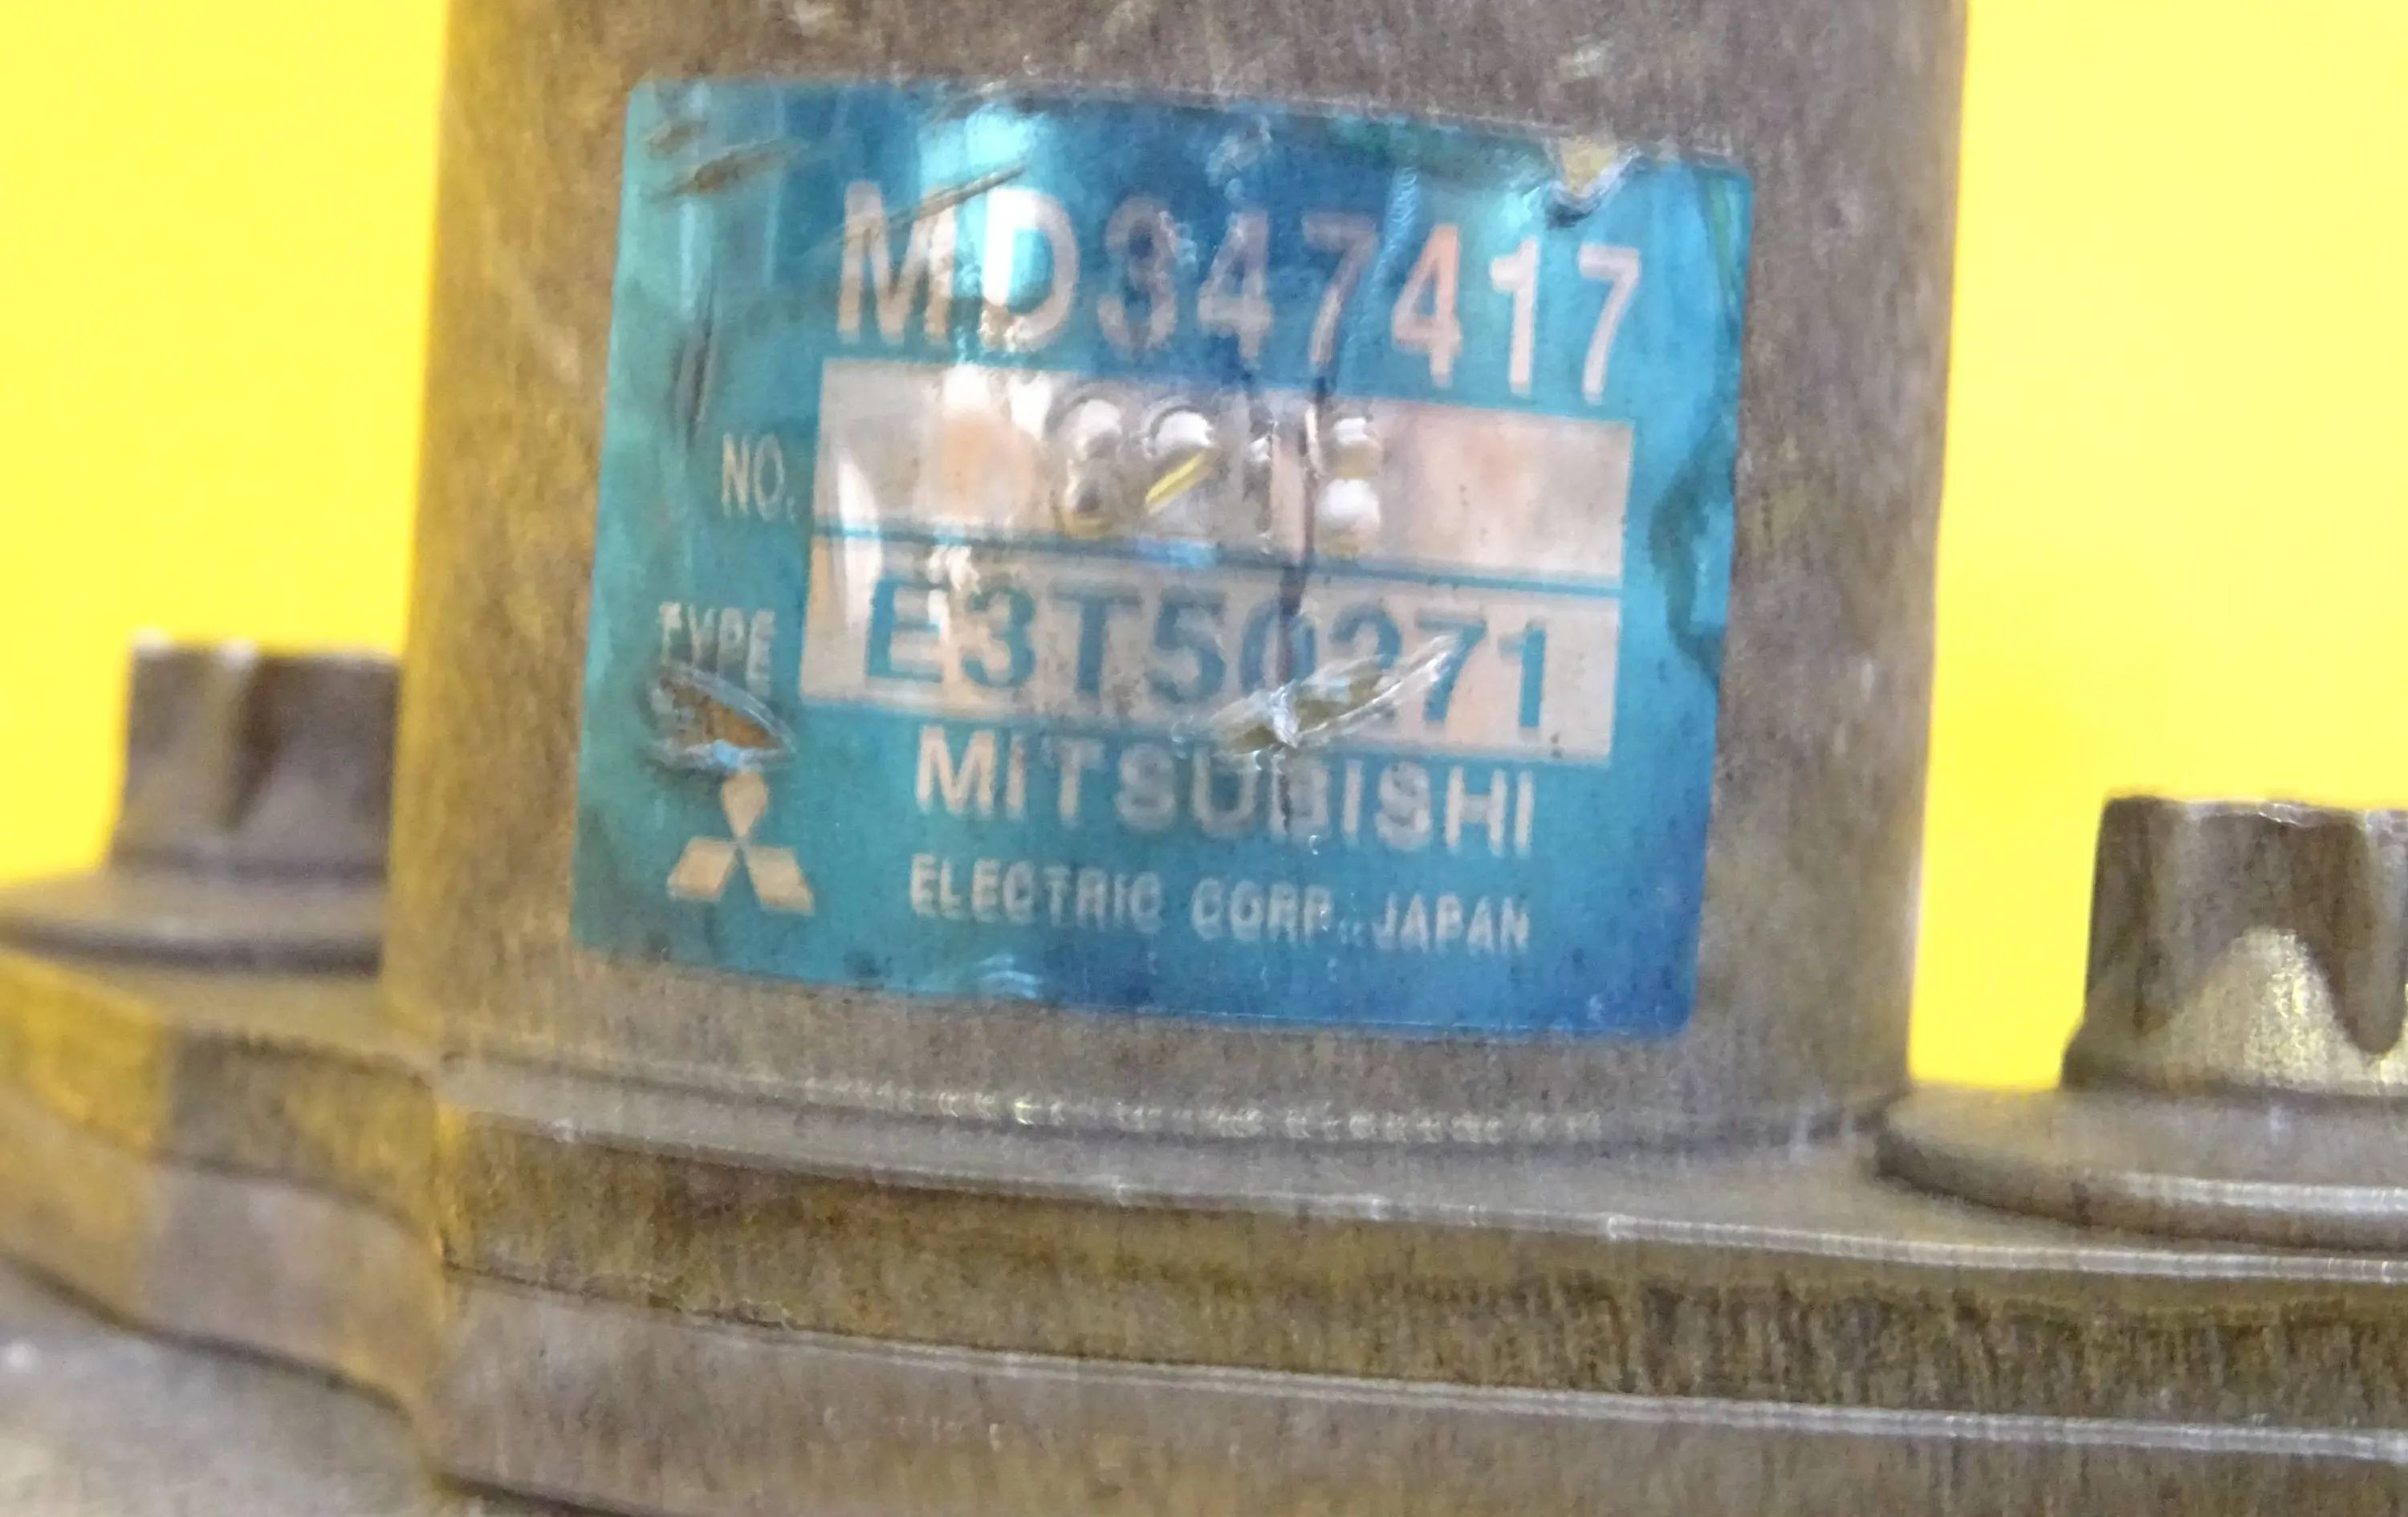 MD347417
NO.
TYPE E3T50271
MITSUBISHI
ELECTRIC CORP., JAPAN